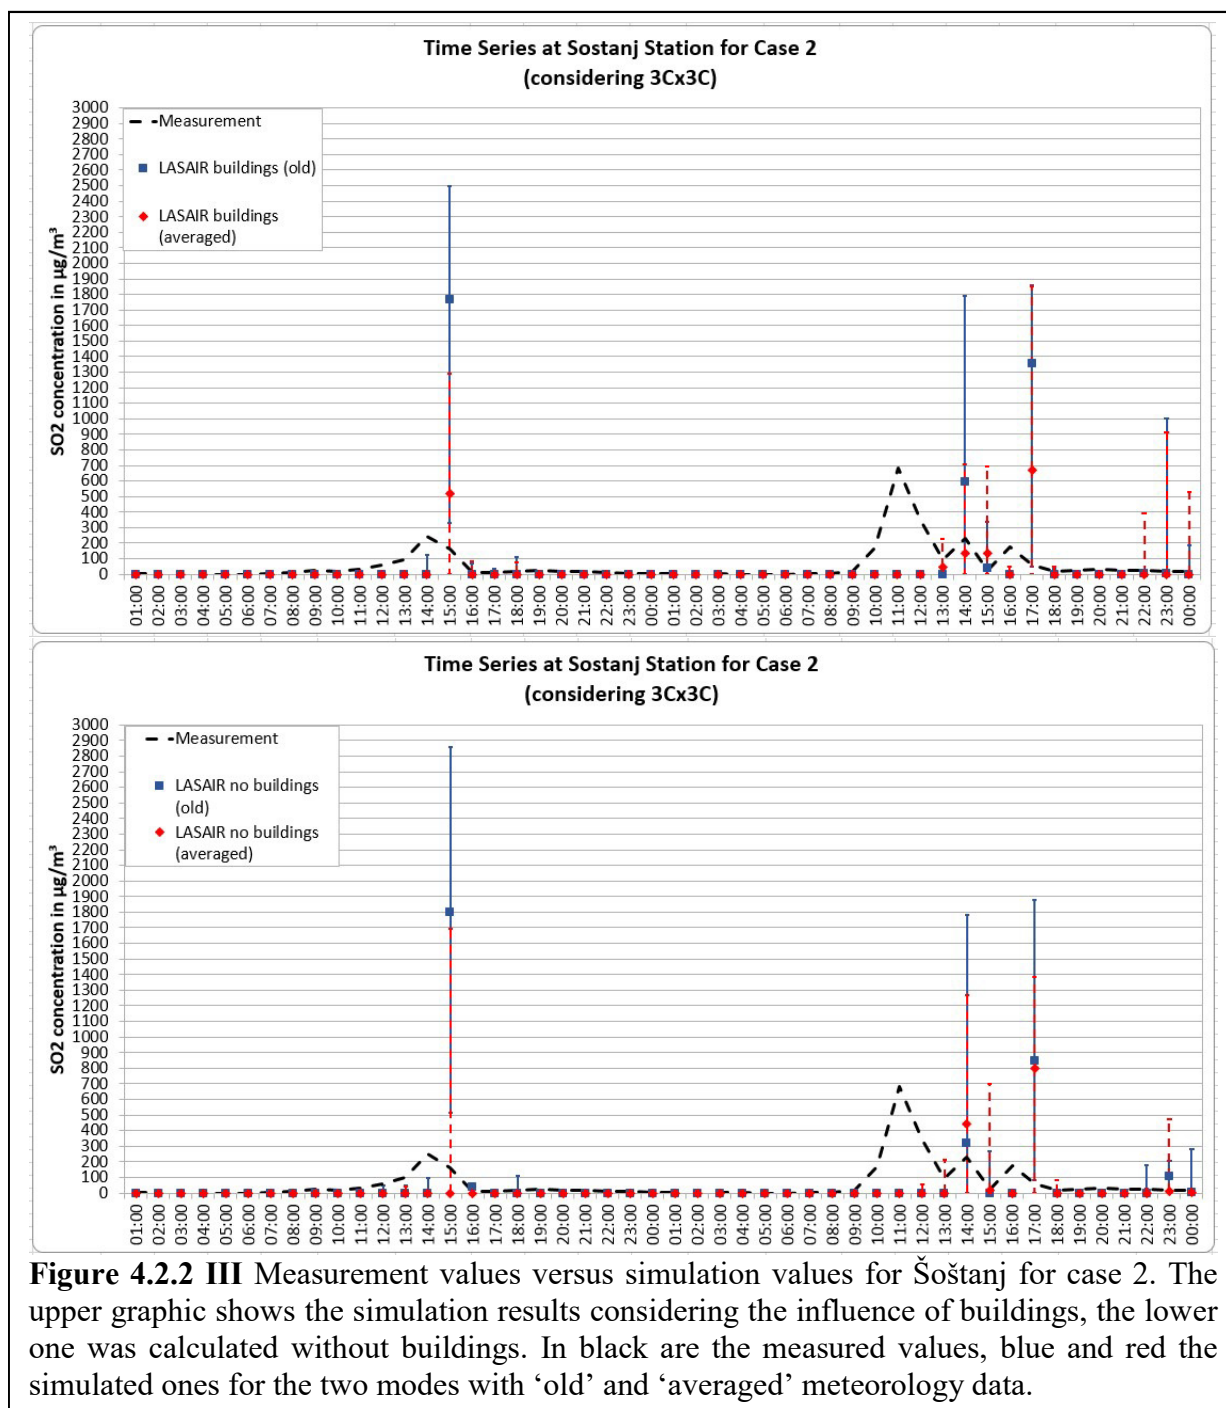 Time Series at Sostanj Station for Case 2
(considering 3Cx3C)
SO2 concentration in µg/m³
3000
2900
2800
2700
2600
2500
2400
2300
2200
2100
2000
1900
1800
1700
1600
1500
1400
1300
1200
1100
1000
900
800
700
600
500
400
300
200
100
0
Measurement
LASAIR buildings (old)
LASAIR buildings
(averaged)
01:00 02:00 03:00 04:00 05:00 06:00 07:00 08:00 09:00 10:00 11:00 12:00 13:00 14:00 15:00 16:00 17:00 18:00 19:00 20:00 21:00 22:00 23:00 00:00 01:00 02:00 03:00 04:00 05:00 06:00 07:00 08:00 09:00 10:00 11:00 12:00 13:00 14:00 15:00 16:00 17:00 18:00 19:00 20:00 21:00 22:00 23:00 00:00
Time Series at Sostanj Station for Case 2
(considering 3Cx3C)
SO2 concentration in µg/m³
3000
2900
2800
2700
2600
2500
2400
2300
2200
2100
2000
1900
1800
1700
1600
1500
1400
1300
1200
1100
1000
900
800
700
600
500
400
300
200
100
0
Measurement
LASAIR no buildings
(old)
LASAIR no buildings
(averaged)
01:00 02:00 03:00 04:00 05:00 06:00 07:00 08:00 09:00 10:00 11:00 12:00 13:00 14:00 15:00 16:00 17:00 18:00 19:00 20:00 21:00 22:00 23:00 00:00 01:00 02:00 03:00 04:00 05:00 06:00 07:00 08:00 09:00 10:00 11:00 12:00 13:00 14:00 15:00 16:00 17:00 18:00 19:00 20:00 21:00 22:00 23:00 00:00
Figure 4.2.2 III Measurement values versus simulation values for Šoštanj for case 2. The
upper graphic shows the simulation results considering the influence of buildings, the lower
one was calculated without buildings. In black are the measured values, blue and red the
simulated ones for the two modes with ‘old’ and ‘averaged’ meteorology data.